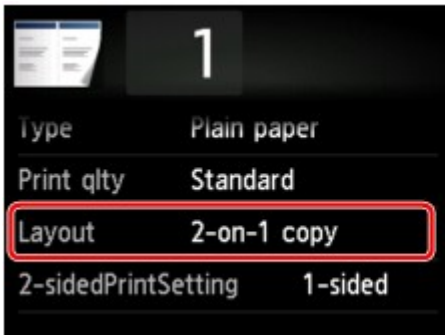 1
Type Plain paper
Print qlty Standard
Layout 2-on-1 copy
2-sidedPrintSetting 1-sided